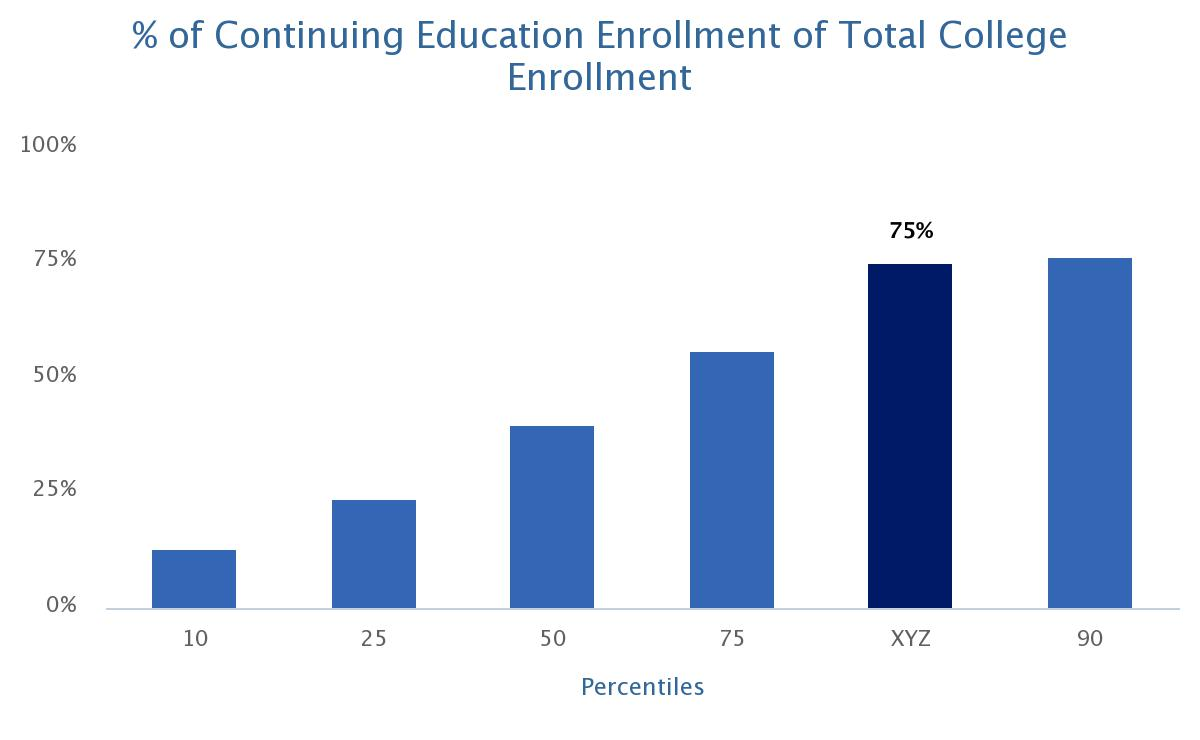 % of Continuing Education Enrollment of Total College
Enrollment
100%
75%
75%
50%
25%
0%
10 25 50 75 XYZ 90
Percentiles